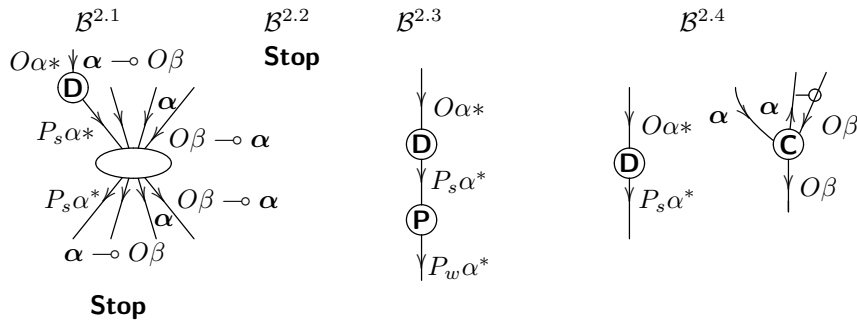 𝓑^{2.1} 𝓑^{2.2} 𝓑^{2.3} 𝓑^{2.4}
Oα* α ⊸ Oβ Stop
D α
P_sα* Oβ ⊸ α Oα* α α Oβ
D Oα* C
P_sα* Oβ ⊸ α P_sα* D Oβ
α P P_sα*
α ⊸ Oβ P_wα*
Stop